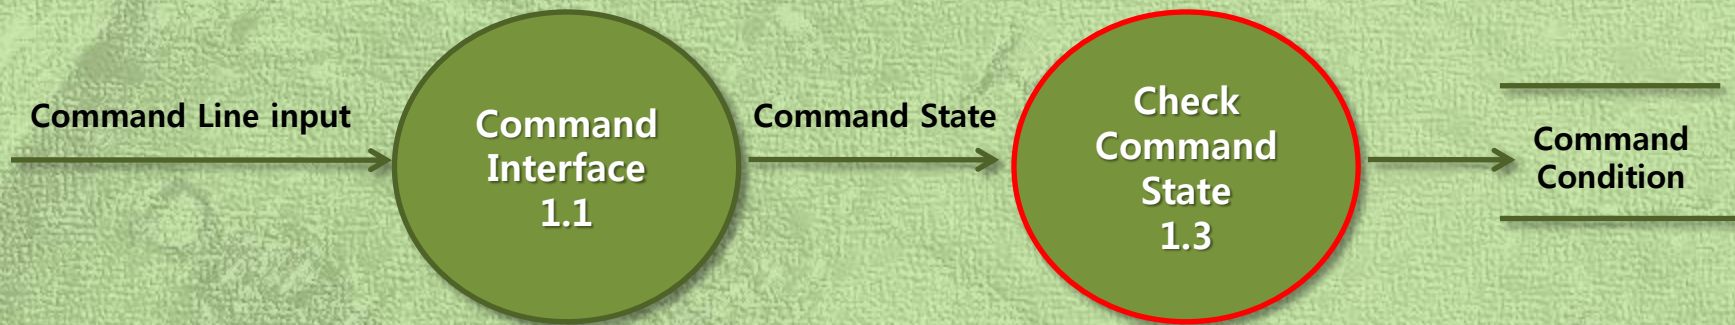 Command Line input
Command
Interface
1.1
Command State
Check
Command
State
1.3
Command
Condition